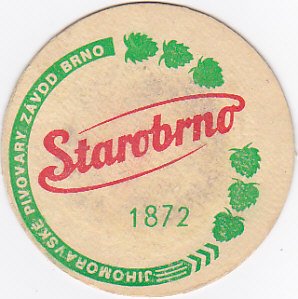 JIHOMORAVSKÉ PIVOVARY, ZÁVOD BRNO
Starobrno
1872